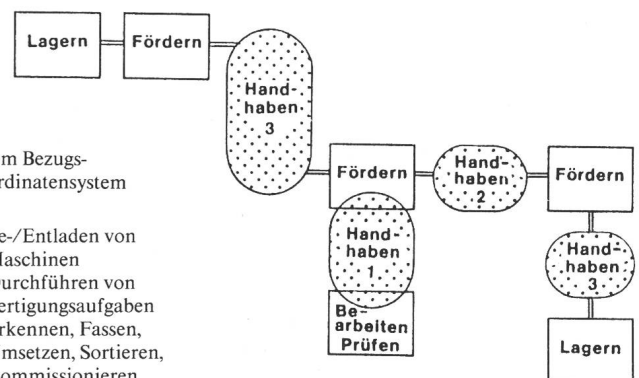 Lagern
Fördern
Hand-
haben
3
m Bezugs-
rdinatensystem
e-/Entladen von
Maschinen
Durchführen von
ertigungsaufgaben
rkennen, Fassen,
msetzen, Sortieren,
ommissionieren
Fördern
Hand-
haben
2
Fördern
Hand-
haben
1
Be-
arbeiten
Prüfen
Hand-
haben
3
Lagern